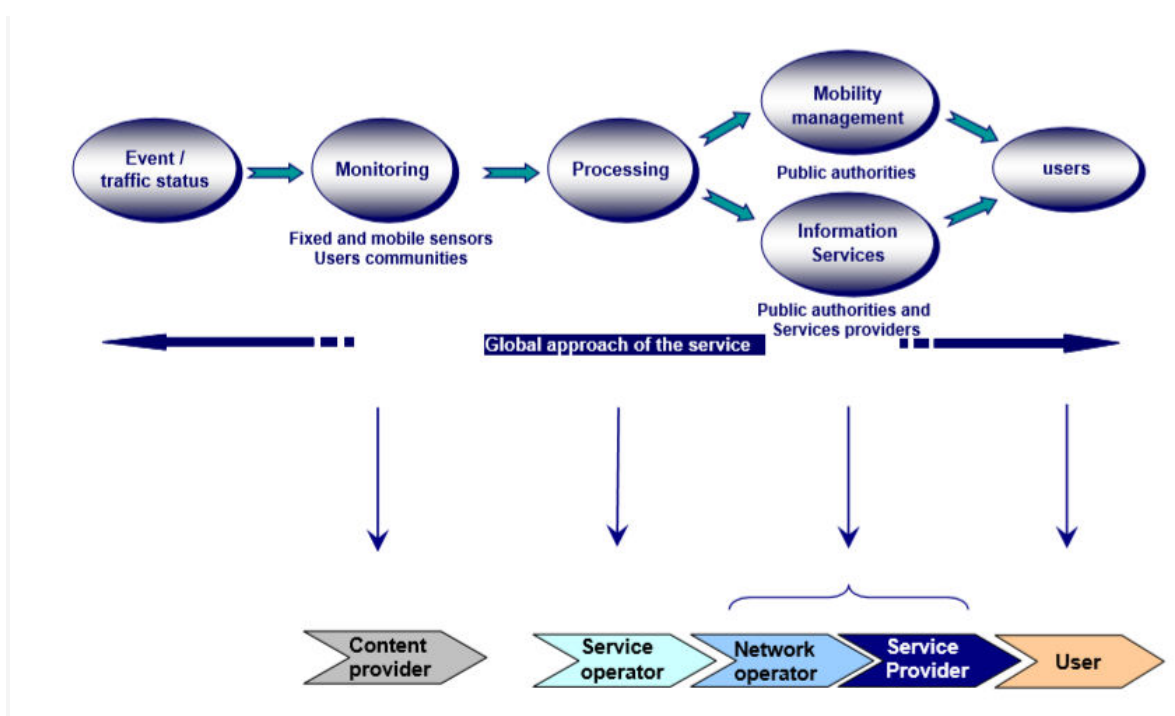 Event /
traffic status
Monitoring
Fixed and mobile sensors
Users communities
Processing
Mobility
management
Public authorities
Information
Services
Public authorities and
Services providers
users
Global approach of the service
Content
provider
Service
operator
Network
operator
Service
Provider
User